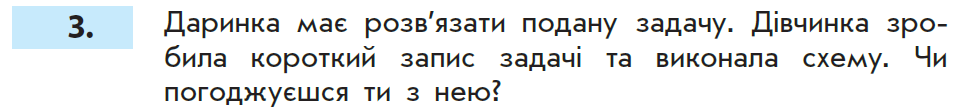 3. Даринка має розв’язати подану задачу. Дівчинка зро-
била короткий запис задачі та виконала схему. Чи
погоджуєшся ти з нею?